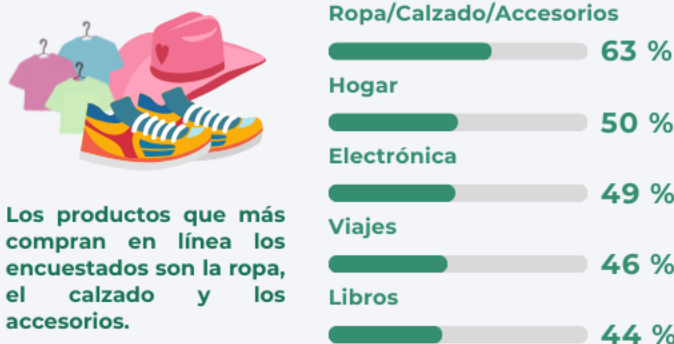 Los productos que más
compran en línea los
encuestados son la ropa,
el calzado y los
accesorios.
Ropa/Calzado/Accesorios
63 %
Hogar
50 %
Electrónica
49 %
Viajes
46 %
Libros
44 %